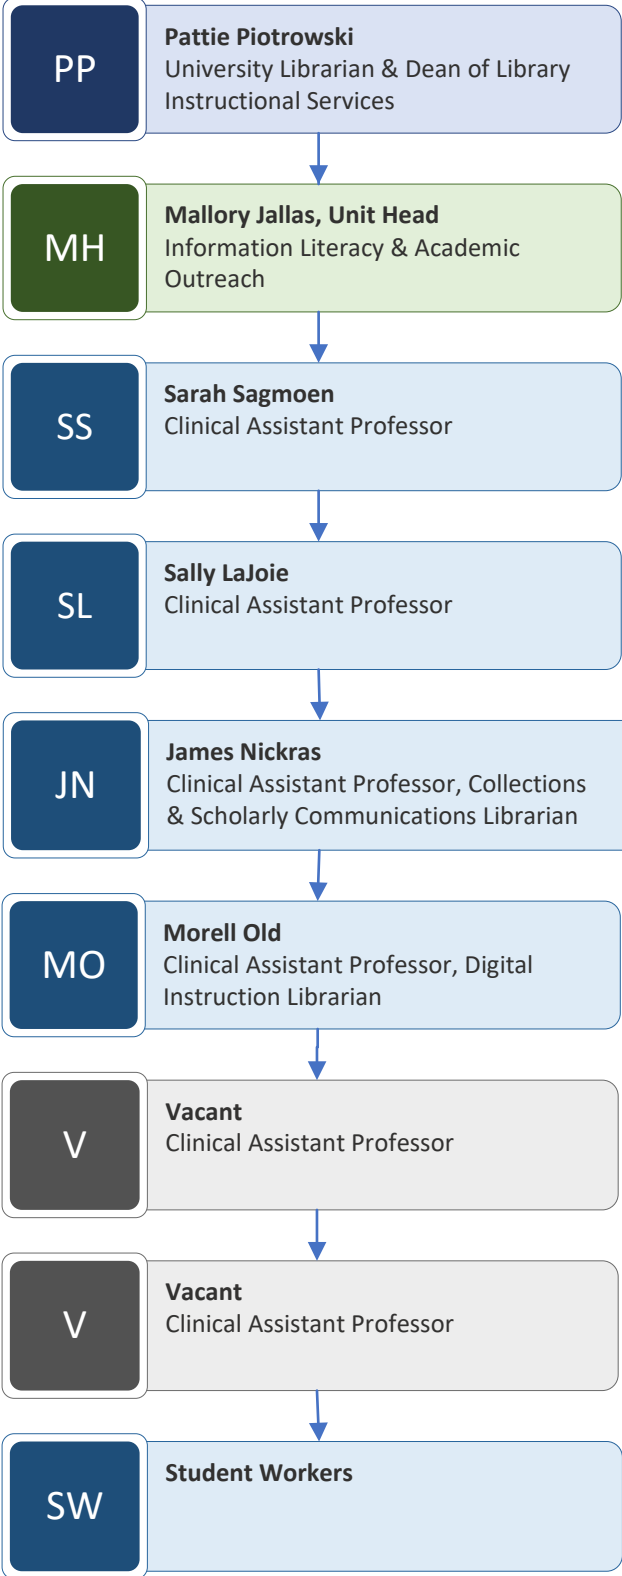 PP
Pattie Piotrowski
University Librarian & Dean of Library
Instructional Services
MH
Mallory Jallas, Unit Head
Information Literacy & Academic
Outreach
SS
Sarah Sagmoen
Clinical Assistant Professor
SL
Sally LaJoie
Clinical Assistant Professor
JN
James Nickras
Clinical Assistant Professor, Collections
& Scholarly Communications Librarian
MO
Morell Old
Clinical Assistant Professor, Digital
Instruction Librarian
V
Vacant
Clinical Assistant Professor
V
Vacant
Clinical Assistant Professor
SW
Student Workers